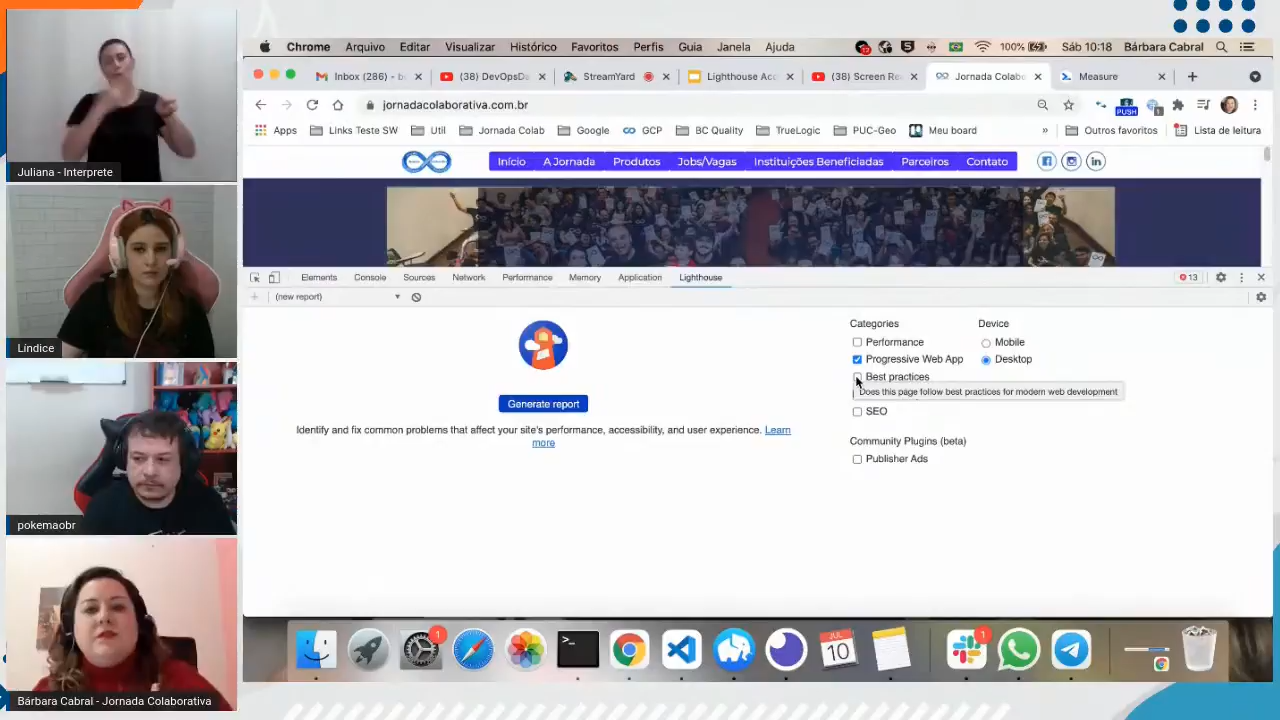 Juliana - Interprete
Líndice
pokemaobr
Bárbara Cabral - Jornada Colaborativa
Chrome Arquivo Editar Visualizar Histórico Favoritos Perfis Guia Janela Ajuda 100% Sáb 10:18 Bárbara Cabral
Inbox (286) - b (38) DevOpsDa StreamYard Lighthouse Acc (38) Screen Re Jornada Colabo Measure
jornadacolaborativa.com.br
PUSH
Apps Links Teste SW Util Jornada Colab Google GCP BC Quality TrueLogic PUC-Geo Meu board » Outros favoritos Lista de leitura
Início A Jornada Produtos Jobs/Vagas Instituições Beneficiadas Parceiros Contato
Elements Console Sources Network Performance Memory Application Lighthouse 13
(new report)
Categories Device
Performance Mobile
Progressive Web App Desktop
Best practices
Does this page follow best practices for modern web development
SEO
Community Plugins (beta)
Publisher Ads
Generate report
Identify and fix common problems that affect your site's performance, accessibility, and user experience. Learn
more
JUL
10
1
1